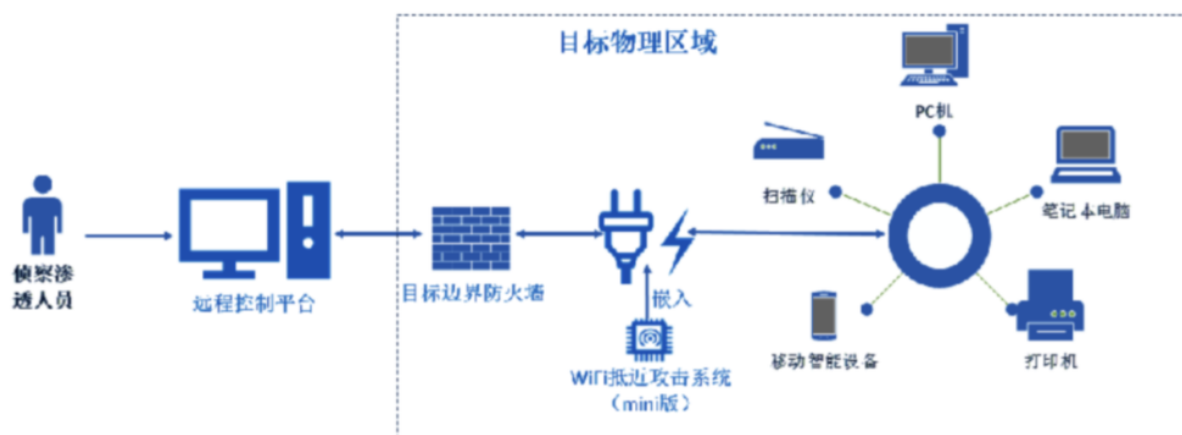 目标物理区域
PC机
扫描仪
笔记本电脑
侦察渗
透人员
远程控制平台
目标边界防火墙
嵌入
WiFi抵近攻击系统
（mini版）
移动智能设备
打印机